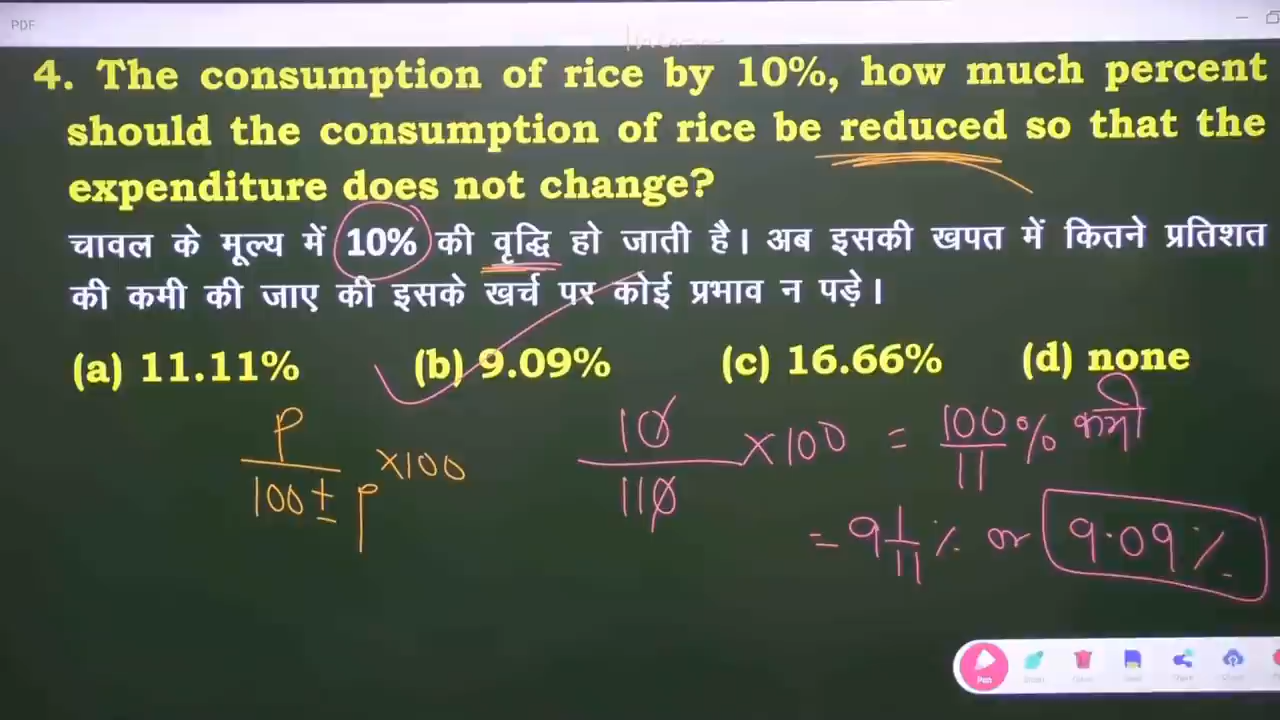 PDF
4. The consumption of rice by 10%, how much percent
should the consumption of rice be reduced so that the
expenditure does not change?
चावल के मूल्य में 10% की वृद्धि हो जाती है। अब इसकी खपत में कितने प्रतिशत
की कमी की जाए की इसके खर्च पर कोई प्रभाव न पड़े।
(a) 11.11% (b) 9.09% (c) 16.66% (d) none
P / 100 ± P ×100
10 / 110 ×100 = 100/11 % कमी
= 9 1/11 % or 9.09%
Pen